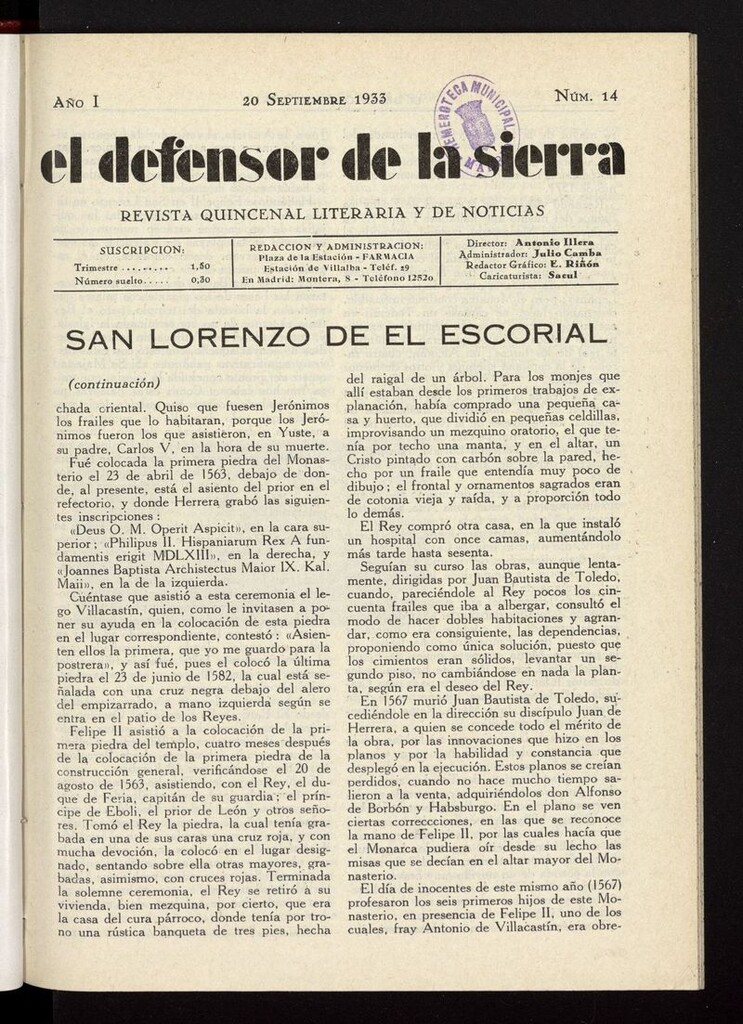 Año I
20 Septiembre 1933
Núm. 14
HEMEROTECA MUNICIPAL
el defensor de la sierra
REVISTA QUINCENAL LITERARIA Y DE NOTICIAS
SUSCRIPCION:
Trimestre ......... 1,50
Número suelto ..... 0,30
REDACCION Y ADMINISTRACION:
Plaza de la Estación - FARMACIA
Estación de Villalba - Teléf. 29
En Madrid: Montera, 8 - Teléfono 12520
Director: Antonio Illera
Administrador: Julio Camba
Redactor Gráfico: E. Riñón
Caricaturista: Sacul
SAN LORENZO DE EL ESCORIAL
(continuación)
chada oriental. Quiso que fuesen Jerónimos
los frailes que lo habitaran, porque los Jeró-
nimos fueron los que asistieron, en Yuste, a
su padre, Carlos V, en la hora de su muerte.
Fué colocada la primera piedra del Monas-
terio el 23 de abril de 1563, debajo de don-
de, al presente, está el asiento del prior en el
refectorio, y donde Herrera grabó las siguien-
tes inscripciones :
«Deus O. M. Operit Aspicit», en la cara su-
perior ; «Philipus II. Hispaniarum Rex A fun-
damentis erigit MDLXIII», en la derecha, y
«Joannes Baptista Archistectus Maior IX. Kal.
Maii», en la de la izquierda.
Cuéntase que asistió a esta ceremonia el le-
go Villacastín, quien, como le invitasen a po-
ner su ayuda en la colocación de esta piedra
en el lugar correspondiente, contestó : «Asien-
ten ellos la primera, que yo me guardo para la
postrera», y así fué, pues el colocó la última
piedra el 23 de junio de 1582, la cual está se-
ñalada con una cruz negra debajo del alero
del empizarrado, a mano izquierda según se
entra en el patio de los Reyes.
Felipe II asistió a la colocación de la pri-
mera piedra del templo, cuatro meses después
de la colocación de la primera piedra de la
construcción general, verificándose el 20 de
agosto de 1563, asistiendo, con el Rey, el du-
que de Feria, capitán de su guardia ; el prín-
cipe de Eboli, el prior de León y otros seño-
res. Tomó el Rey la piedra, la cual tenía gra-
bada en una de sus caras una cruz roja, y con
mucha devoción, la colocó en el lugar desig-
nado, sentando sobre ella otras mayores, gra-
badas, asimismo, con cruces rojas. Terminada
la solemne ceremonia, el Rey se retiró a su
vivienda, bien mezquina, por cierto, que era
la casa del cura párroco, donde tenía por tro-
no una rústica banqueta de tres pies, hecha
del raigal de un árbol. Para los monjes que
allí estaban desde los primeros trabajos de ex-
planación, había comprado una pequeña ca-
sa y huerto, que dividió en pequeñas celdillas,
improvisando un mezquino oratorio, el que te-
nía por techo una manta, y en el altar, un
Cristo pintado con carbón sobre la pared, he-
cho por un fraile que entendía muy poco de
dibujo ; el frontal y ornamentos sagrados eran
de cotonia vieja y raída, y a proporción todo
lo demás.
El Rey compró otra casa, en la que instaló
un hospital con once camas, aumentándolo
más tarde hasta sesenta.
Seguían su curso las obras, aunque lenta-
mente, dirigidas por Juan Bautista de Toledo,
cuando, pareciéndole al Rey pocos los cin-
cuenta frailes que iba a albergar, consultó el
modo de hacer dobles habitaciones y agran-
dar, como era consiguiente, las dependencias,
proponiendo como única solución, puesto que
los cimientos eran sólidos, levantar un se-
gundo piso, no cambiándose en nada la plan-
ta, según era el deseo del Rey.
En 1567 murió Juan Bautista de Toledo, su-
cediéndole en la dirección su discípulo Juan de
Herrera, a quien se concede todo el mérito de
la obra, por las innovaciones que hizo en los
planos y por la habilidad y constancia que
desplegó en la ejecución. Estos planos se creían
perdidos, cuando no hace mucho tiempo sa-
lieron a la venta, adquiriéndolos don Alfonso
de Borbón y Habsburgo. En el plano se ven
ciertas correccciones, en las que se reconoce
la mano de Felipe II, por las cuales hacía que
el Monarca pudiera oír desde su lecho las
misas que se decían en el altar mayor del Mo-
nasterio.
El día de inocentes de este mismo año (1567)
profesaron los seis primeros hijos de este Mo-
nasterio, en presencia de Felipe II, uno de los
cuales, fray Antonio de Villacastín, era obre-